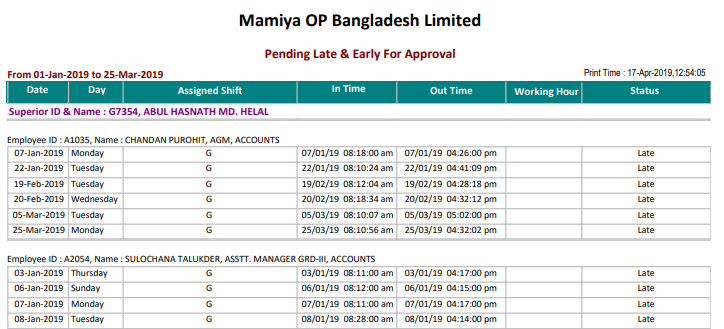 Mamiya OP Bangladesh Limited
Pending Late & Early For Approval
From 01-Jan-2019 to 25-Mar-2019 Print Time : 17-Apr-2019,12:54:05
Date Day Assigned Shift In Time Out Time Working Hour Status
Superior ID & Name : G7354, ABUL HASNATH MD. HELAL
Employee ID : A1035, Name : CHANDAN PUROHIT, AGM, ACCOUNTS
07-Jan-2019 Monday G 07/01/19 08:18:00 am 07/01/19 04:26:00 pm Late
22-Jan-2019 Tuesday G 22/01/19 08:10:24 am 22/01/19 04:41:09 pm Late
19-Feb-2019 Tuesday G 19/02/19 08:12:04 am 19/02/19 04:28:18 pm Late
20-Feb-2019 Wednesday G 20/02/19 08:18:34 am 20/02/19 04:32:12 pm Late
05-Mar-2019 Tuesday G 05/03/19 08:10:07 am 05/03/19 05:02:00 pm Late
25-Mar-2019 Monday G 25/03/19 08:10:56 am 25/03/19 04:32:02 pm Late
Employee ID : A2054, Name : SULOCHANA TALUKDER, ASSTT. MANAGER GRD-III, ACCOUNTS
03-Jan-2019 Thursday G 03/01/19 08:11:00 am 03/01/19 04:17:00 pm Late
06-Jan-2019 Sunday G 06/01/19 08:12:00 am 06/01/19 04:15:00 pm Late
07-Jan-2019 Monday G 07/01/19 08:11:00 am 07/01/19 04:17:00 pm Late
08-Jan-2019 Tuesday G 08/01/19 08:28:00 am 08/01/19 04:14:00 pm Late